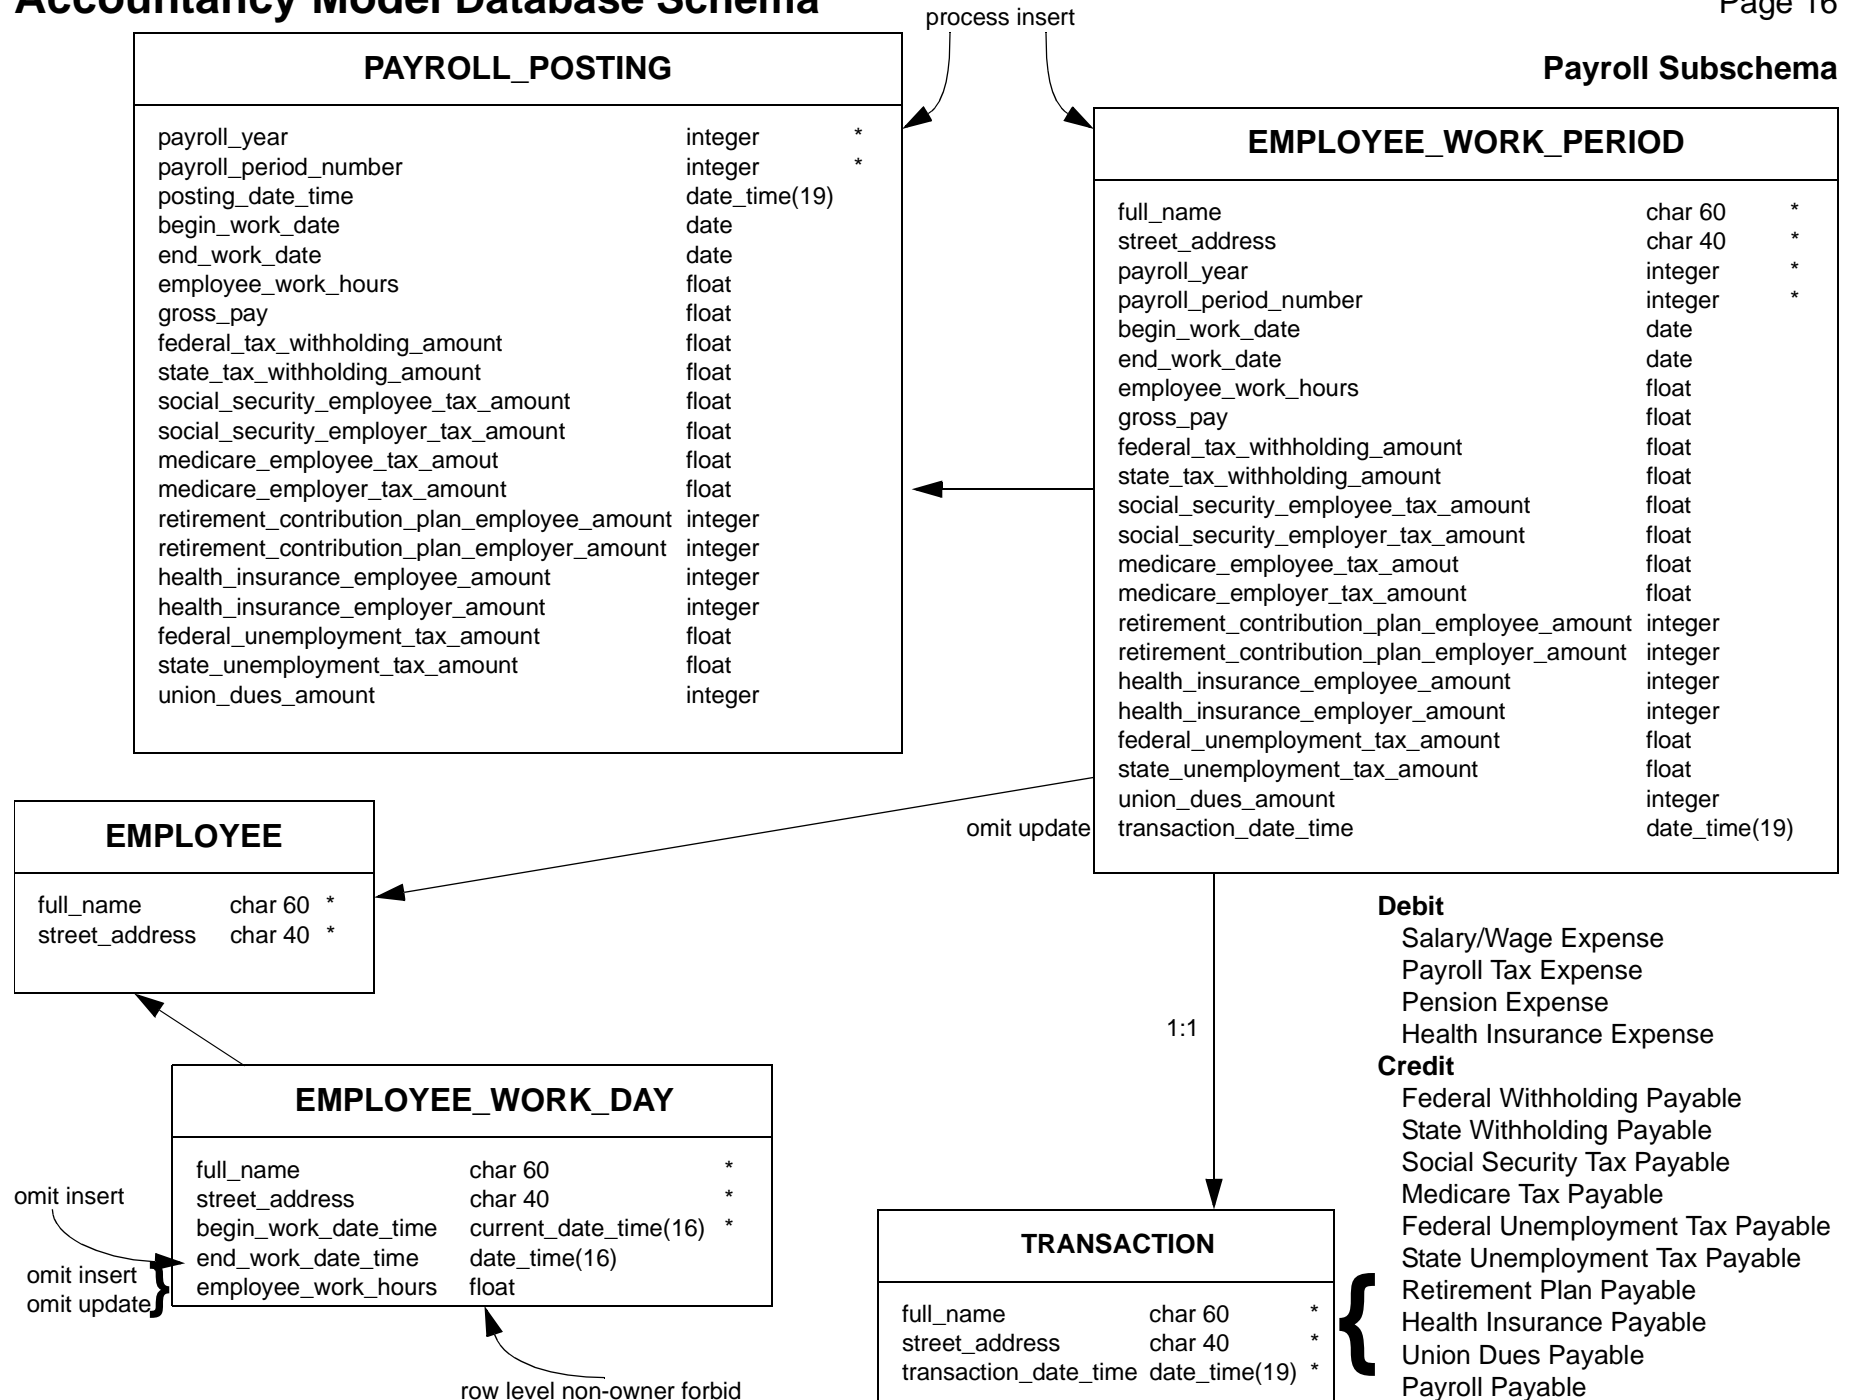 Accountancy Model Database Schema
Page 16
process insert
Payroll Subschema
PAYROLL_POSTING
payroll_year integer *
payroll_period_number integer *
posting_date_time date_time(19)
begin_work_date date
end_work_date date
employee_work_hours float
gross_pay float
federal_tax_withholding_amount float
state_tax_withholding_amount float
social_security_employee_tax_amount float
social_security_employer_tax_amount float
medicare_employee_tax_amout float
medicare_employer_tax_amount float
retirement_contribution_plan_employee_amount integer
retirement_contribution_plan_employer_amount integer
health_insurance_employee_amount integer
health_insurance_employer_amount integer
federal_unemployment_tax_amount float
state_unemployment_tax_amount float
union_dues_amount integer
EMPLOYEE_WORK_PERIOD
full_name char 60 *
street_address char 40 *
payroll_year integer *
payroll_period_number integer *
begin_work_date date
end_work_date date
employee_work_hours float
gross_pay float
federal_tax_withholding_amount float
state_tax_withholding_amount float
social_security_employee_tax_amount float
social_security_employer_tax_amount float
medicare_employee_tax_amout float
medicare_employer_tax_amount float
retirement_contribution_plan_employee_amount integer
retirement_contribution_plan_employer_amount integer
health_insurance_employee_amount integer
health_insurance_employer_amount integer
federal_unemployment_tax_amount float
state_unemployment_tax_amount float
union_dues_amount integer
omit update transaction_date_time date_time(19)
EMPLOYEE
full_name char 60 *
street_address char 40 *
EMPLOYEE_WORK_DAY
full_name char 60 *
street_address char 40 *
begin_work_date_time current_date_time(16) *
end_work_date_time date_time(16)
employee_work_hours float
omit insert
omit insert
omit update }
row level non-owner forbid
1:1
TRANSACTION
full_name char 60 *
street_address char 40 *
transaction_date_time date_time(19) *
{
Debit
Salary/Wage Expense
Payroll Tax Expense
Pension Expense
Health Insurance Expense
Credit
Federal Withholding Payable
State Withholding Payable
Social Security Tax Payable
Medicare Tax Payable
Federal Unemployment Tax Payable
State Unemployment Tax Payable
Retirement Plan Payable
Health Insurance Payable
Union Dues Payable
Payroll Payable